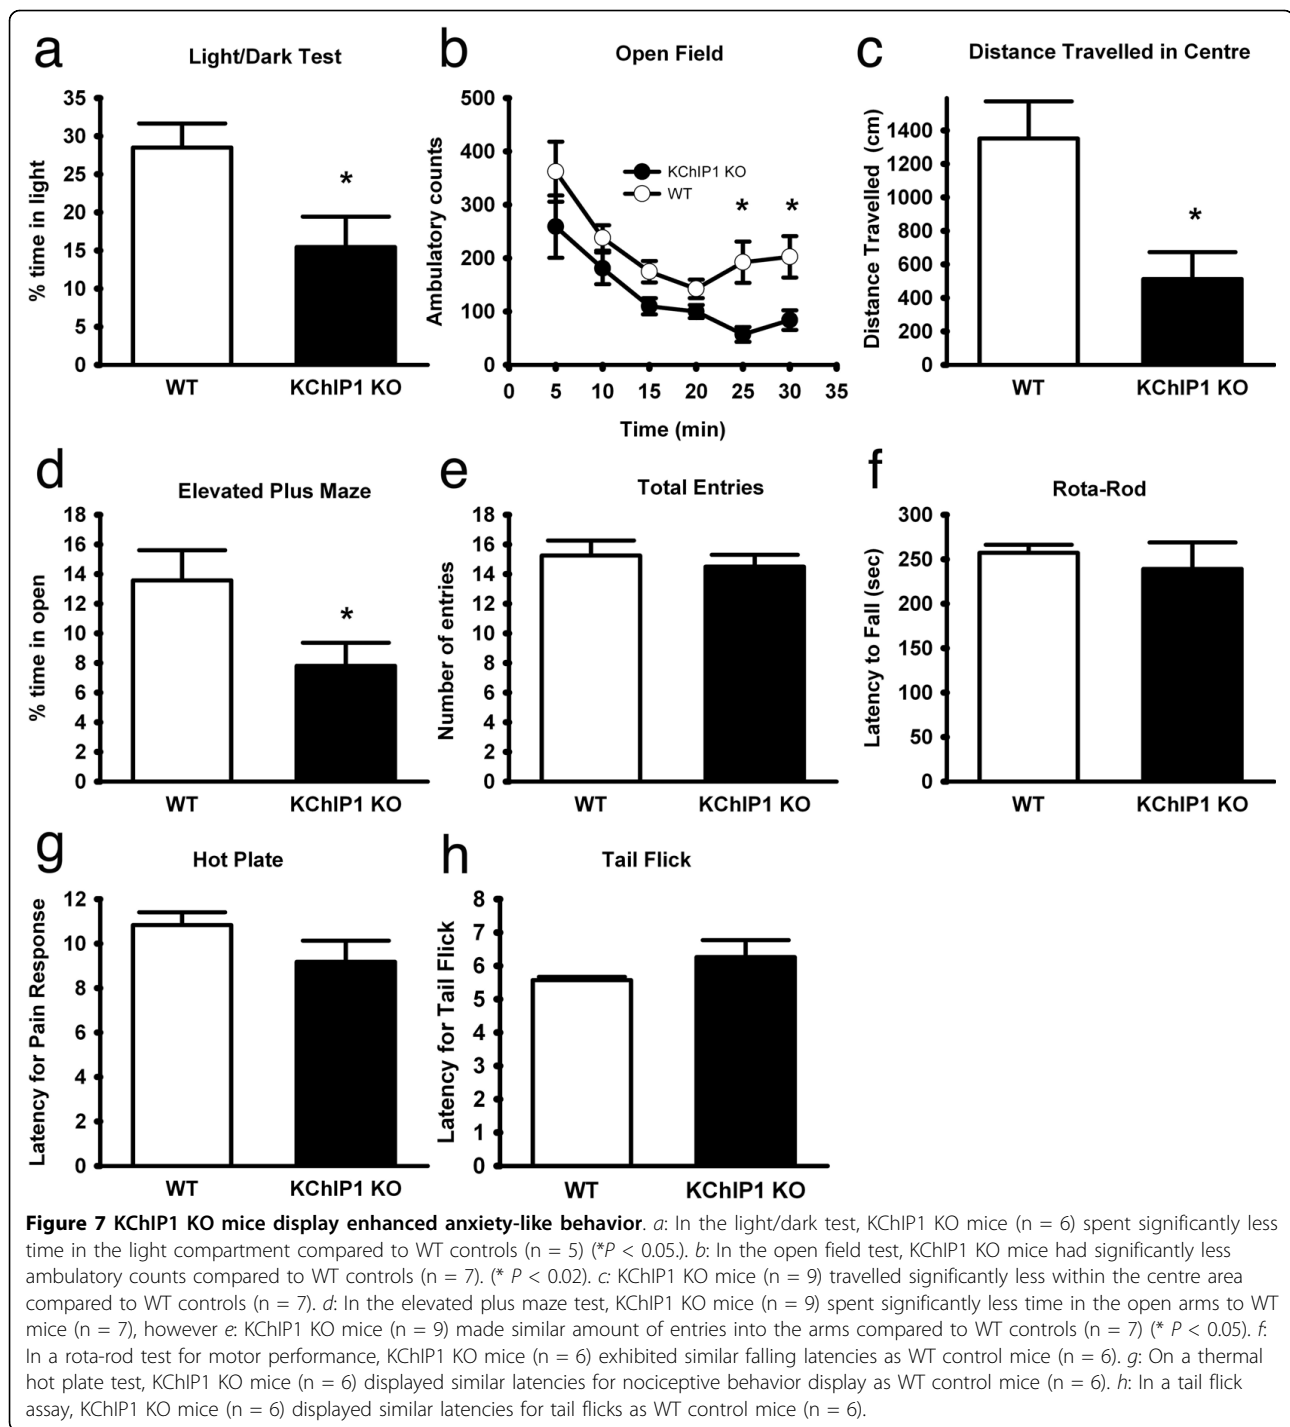 a
Light/Dark Test
% time in light
35
30
25
20
15
10
5
0
*
WT
KChIP1 KO
b
Open Field
Ambulatory counts
500
400
300
200
100
0
KChIP1 KO
WT
* *
0 5 10 15 20 25 30 35
Time (min)
c
Distance Travelled in Centre
Distance Travelled (cm)
1400
1200
1000
800
600
400
200
0
*
WT
KChIP1 KO
d
Elevated Plus Maze
% time in open
18
16
14
12
10
8
6
4
2
0
*
WT
KChIP1 KO
e
Total Entries
Number of entries
18
16
14
12
10
8
6
4
2
0
WT
KChIP1 KO
f
Rota-Rod
Latency to Fall (sec)
300
250
200
150
100
50
0
WT
KChIP1 KO
g
Hot Plate
Latency for Pain Response
12
10
8
6
4
2
0
WT
KChIP1 KO
h
Tail Flick
Latency for Tail Flick
8
7
6
5
4
3
2
1
0
WT
KChIP1 KO
Figure 7 KChIP1 KO mice display enhanced anxiety-like behavior. a: In the light/dark test, KChIP1 KO mice (n = 6) spent significantly less
time in the light compartment compared to WT controls (n = 5) (*P < 0.05.). b: In the open field test, KChIP1 KO mice had significantly less
ambulatory counts compared to WT controls (n = 7). (* P < 0.02). c: KChIP1 KO mice (n = 9) travelled significantly less within the centre area
compared to WT controls (n = 7). d: In the elevated plus maze test, KChIP1 KO mice (n = 9) spent significantly less time in the open arms to WT
mice (n = 7), however e: KChIP1 KO mice (n = 9) made similar amount of entries into the arms compared to WT controls (n = 7) (* P < 0.05). f:
In a rota-rod test for motor performance, KChIP1 KO mice (n = 6) exhibited similar falling latencies as WT control mice (n = 6). g: On a thermal
hot plate test, KChIP1 KO mice (n = 6) displayed similar latencies for nociceptive behavior display as WT control mice (n = 6). h: In a tail flick
assay, KChIP1 KO mice (n = 6) displayed similar latencies for tail flicks as WT control mice (n = 6).